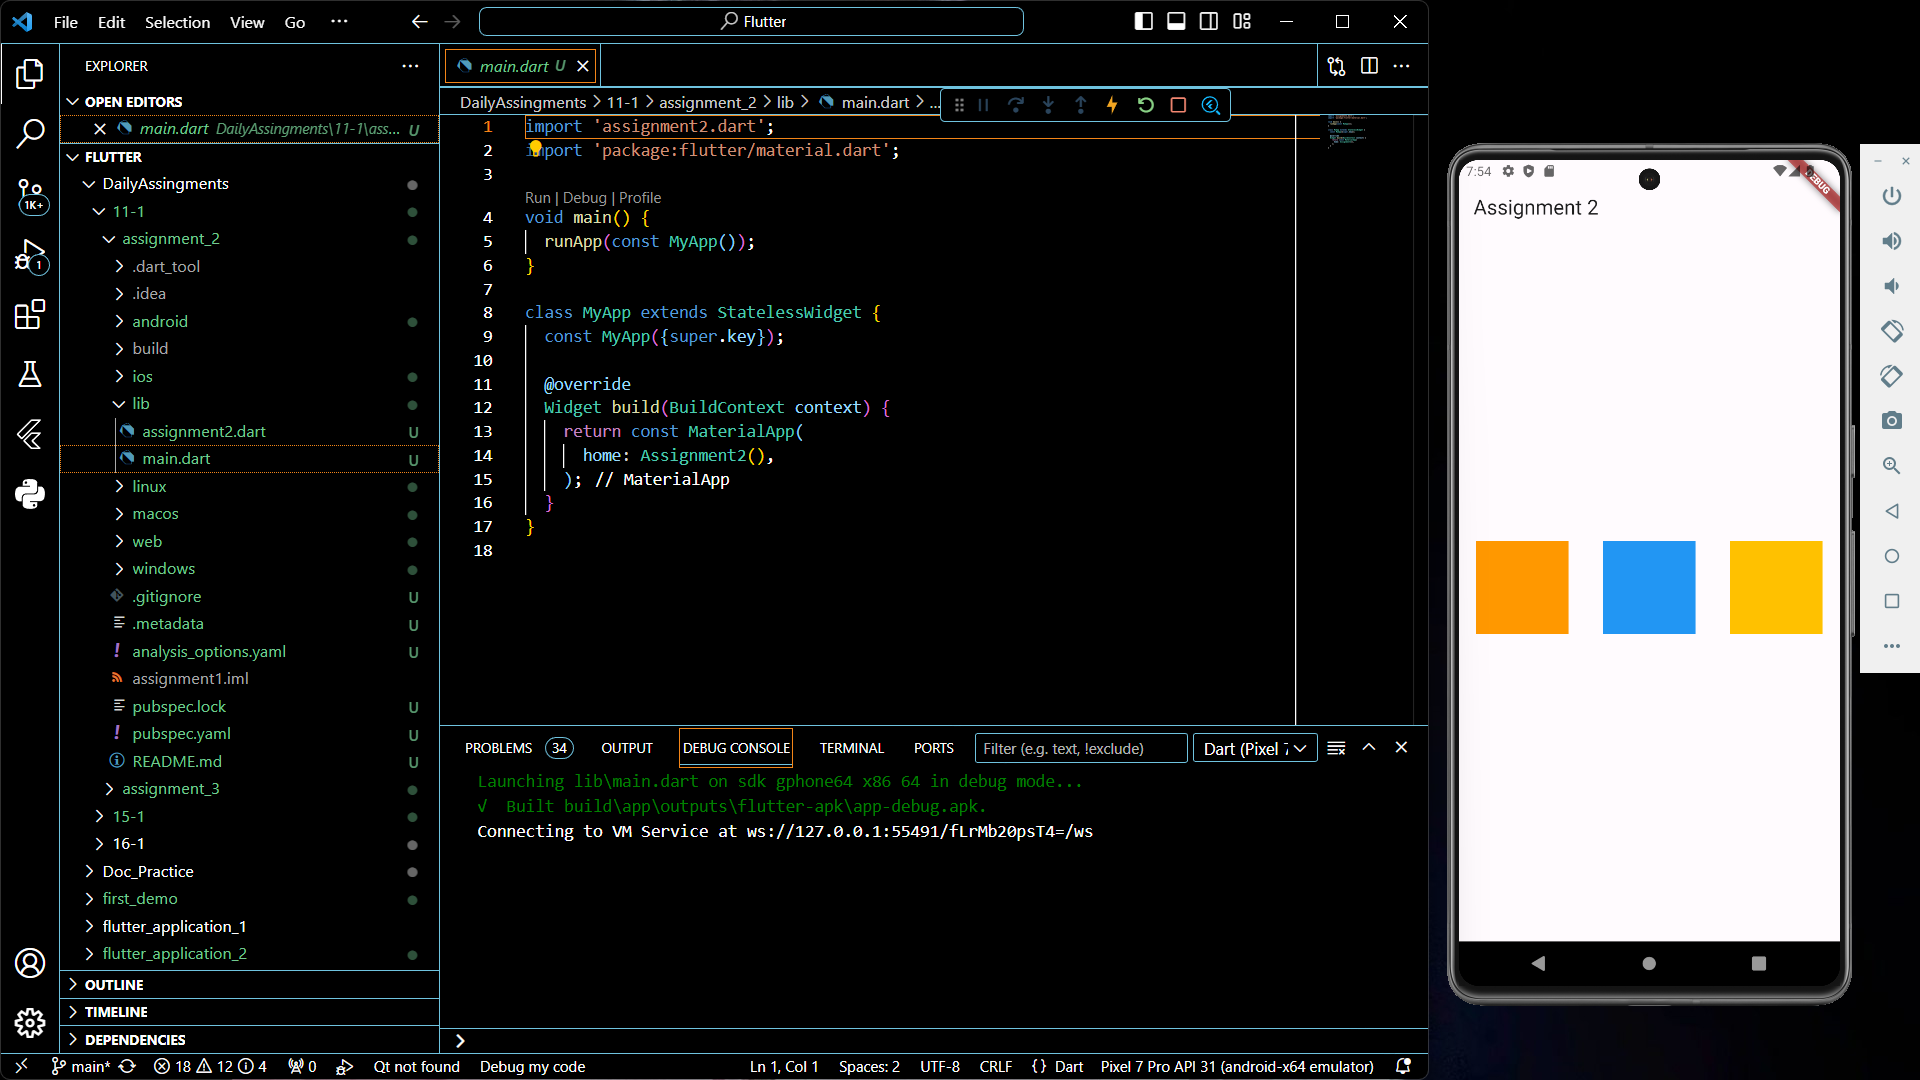 File Edit Selection View Go ···
Flutter
EXPLORER
OPEN EDITORS
main.dart DailyAssingments\11-1\ass... U
FLUTTER
DailyAssingments
11-1
assignment_2
.dart_tool
.idea
android
build
ios
lib
assignment2.dart U
main.dart U
linux
macos
web
windows
.gitignore U
.metadata U
analysis_options.yaml U
assignment1.iml
pubspec.lock U
pubspec.yaml U
README.md U
assignment_3
15-1
16-1
Doc_Practice
first_demo
flutter_application_1
flutter_application_2
OUTLINE
TIMELINE
DEPENDENCIES
1K+
1
main.dart U
DailyAssingments > 11-1 > assignment_2 > lib > main.dart > ...
1 import 'assignment2.dart';
2 import 'package:flutter/material.dart';
3
Run | Debug | Profile
4 void main() {
5 runApp(const MyApp());
6 }
7
8 class MyApp extends StatelessWidget {
9 const MyApp({super.key});
10
11 @override
12 Widget build(BuildContext context) {
13 return const MaterialApp(
14 home: Assignment2(),
15 ); // MaterialApp
16 }
17 }
18
PROBLEMS 34 OUTPUT DEBUG CONSOLE TERMINAL PORTS Filter (e.g. text, !exclude) Dart (Pixel 7
Launching lib\main.dart on sdk gphone64 x86 64 in debug mode...
√ Built build\app\outputs\flutter-apk\app-debug.apk.
Connecting to VM Service at ws://127.0.0.1:55491/fLrMb20psT4=/ws
main* 18 12 4 0 Qt not found Debug my code Ln 1, Col 1 Spaces: 2 UTF-8 CRLF {} Dart Pixel 7 Pro API 31 (android-x64 emulator)
7:54
DEBUG
Assignment 2